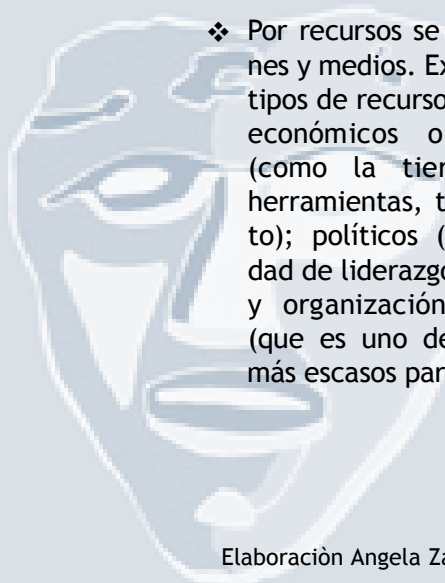 ❖ Por recursos se
nes y medios. Ex
tipos de recurso
económicos o
(como la tier
herramientas, t
to); políticos (
dad de liderazgo
y organización
(que es uno de
más escasos par
Elaboraciòn Angela Za